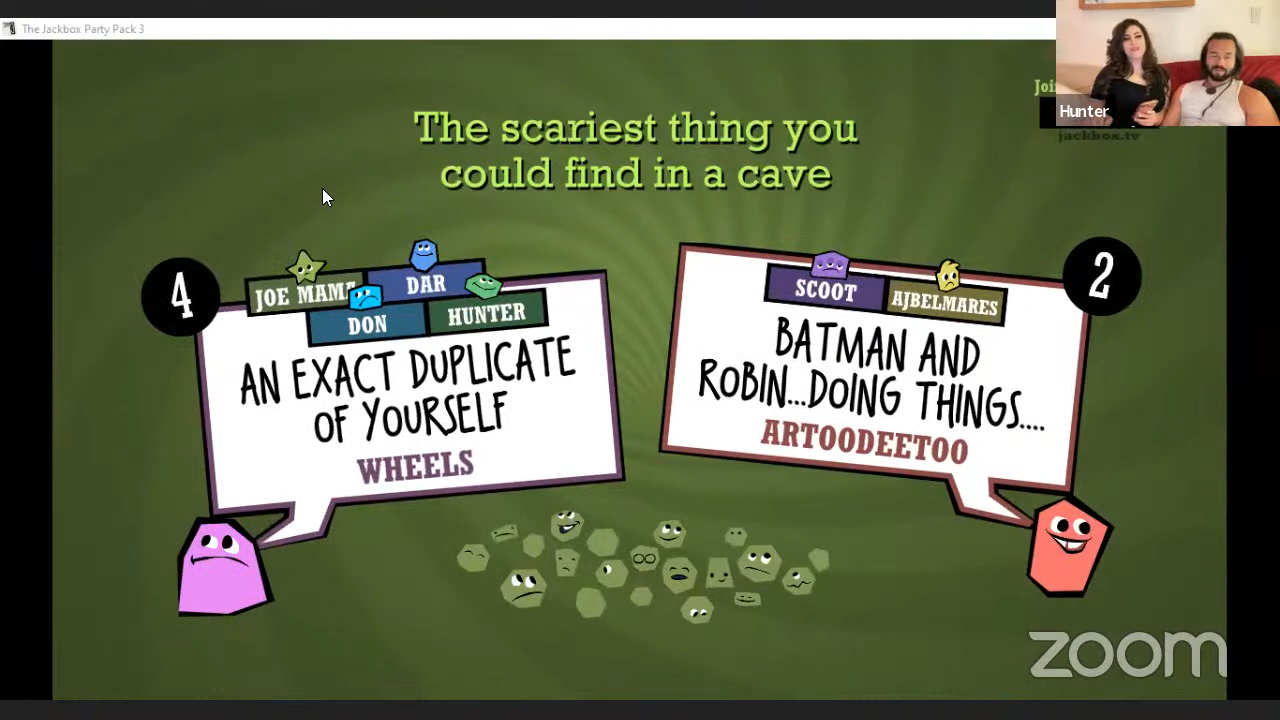 The Jackbox Party Pack 3
Joi
Hunter
jackbox.tv
The scariest thing you
could find in a cave
4
JOE MAMA
DAR
DON
HUNTER
AN EXACT DUPLICATE
OF YOURSELF
WHEELS
2
SCOOT
AJBELMARES
BATMAN AND
ROBIN...DOING THINGS....
ARTOODEETOO
zoom